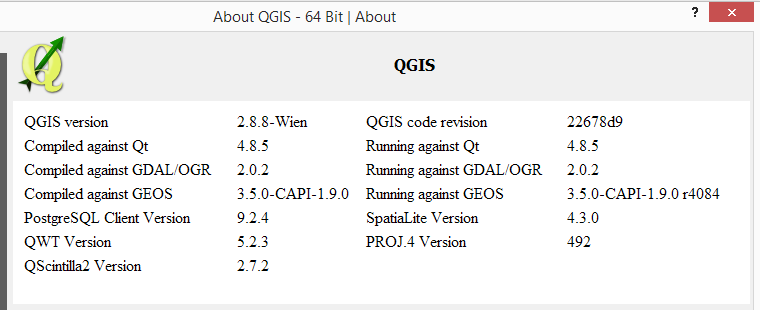 About QGIS - 64 Bit | About
? ×
QGIS
QGIS version 2.8.8-Wien QGIS code revision 22678d9
Compiled against Qt 4.8.5 Running against Qt 4.8.5
Compiled against GDAL/OGR 2.0.2 Running against GDAL/OGR 2.0.2
Compiled against GEOS 3.5.0-CAPI-1.9.0 Running against GEOS 3.5.0-CAPI-1.9.0 r4084
PostgreSQL Client Version 9.2.4 SpatiaLite Version 4.3.0
QWT Version 5.2.3 PROJ.4 Version 492
QScintilla2 Version 2.7.2